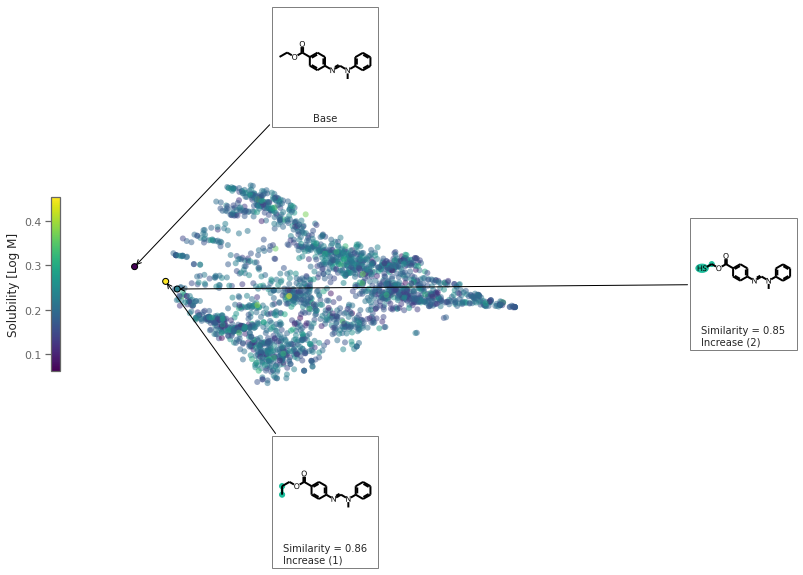 O
O
N
N
Base
0.4
0.3
0.2
0.1
Solubility [Log M]
HS
O
O
N
N
Similarity = 0.85
Increase (2)
O
O
N
N
Similarity = 0.86
Increase (1)